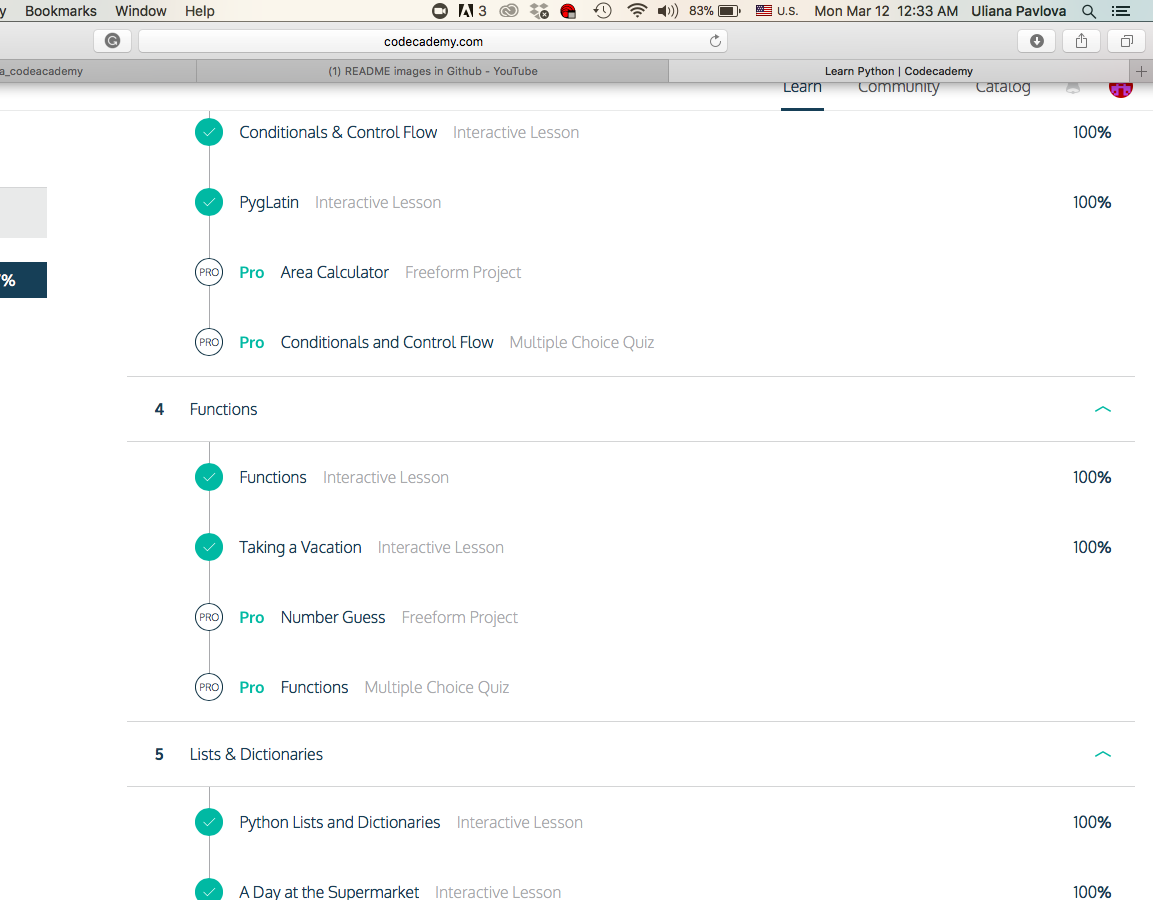 y Bookmarks Window Help 3 83% U.S. Mon Mar 12 12:33 AM Uliana Pavlova
codecademy.com
a_codeacademy (1) README images in Github - YouTube Learn Python | Codecademy +
Learn Community Catalog
Conditionals & Control Flow Interactive Lesson 100%
PygLatin Interactive Lesson 100%
PRO Pro Area Calculator Freeform Project
%
PRO Pro Conditionals and Control Flow Multiple Choice Quiz
4 Functions
Functions Interactive Lesson 100%
Taking a Vacation Interactive Lesson 100%
PRO Pro Number Guess Freeform Project
PRO Pro Functions Multiple Choice Quiz
5 Lists & Dictionaries
Python Lists and Dictionaries Interactive Lesson 100%
A Day at the Supermarket Interactive Lesson 100%